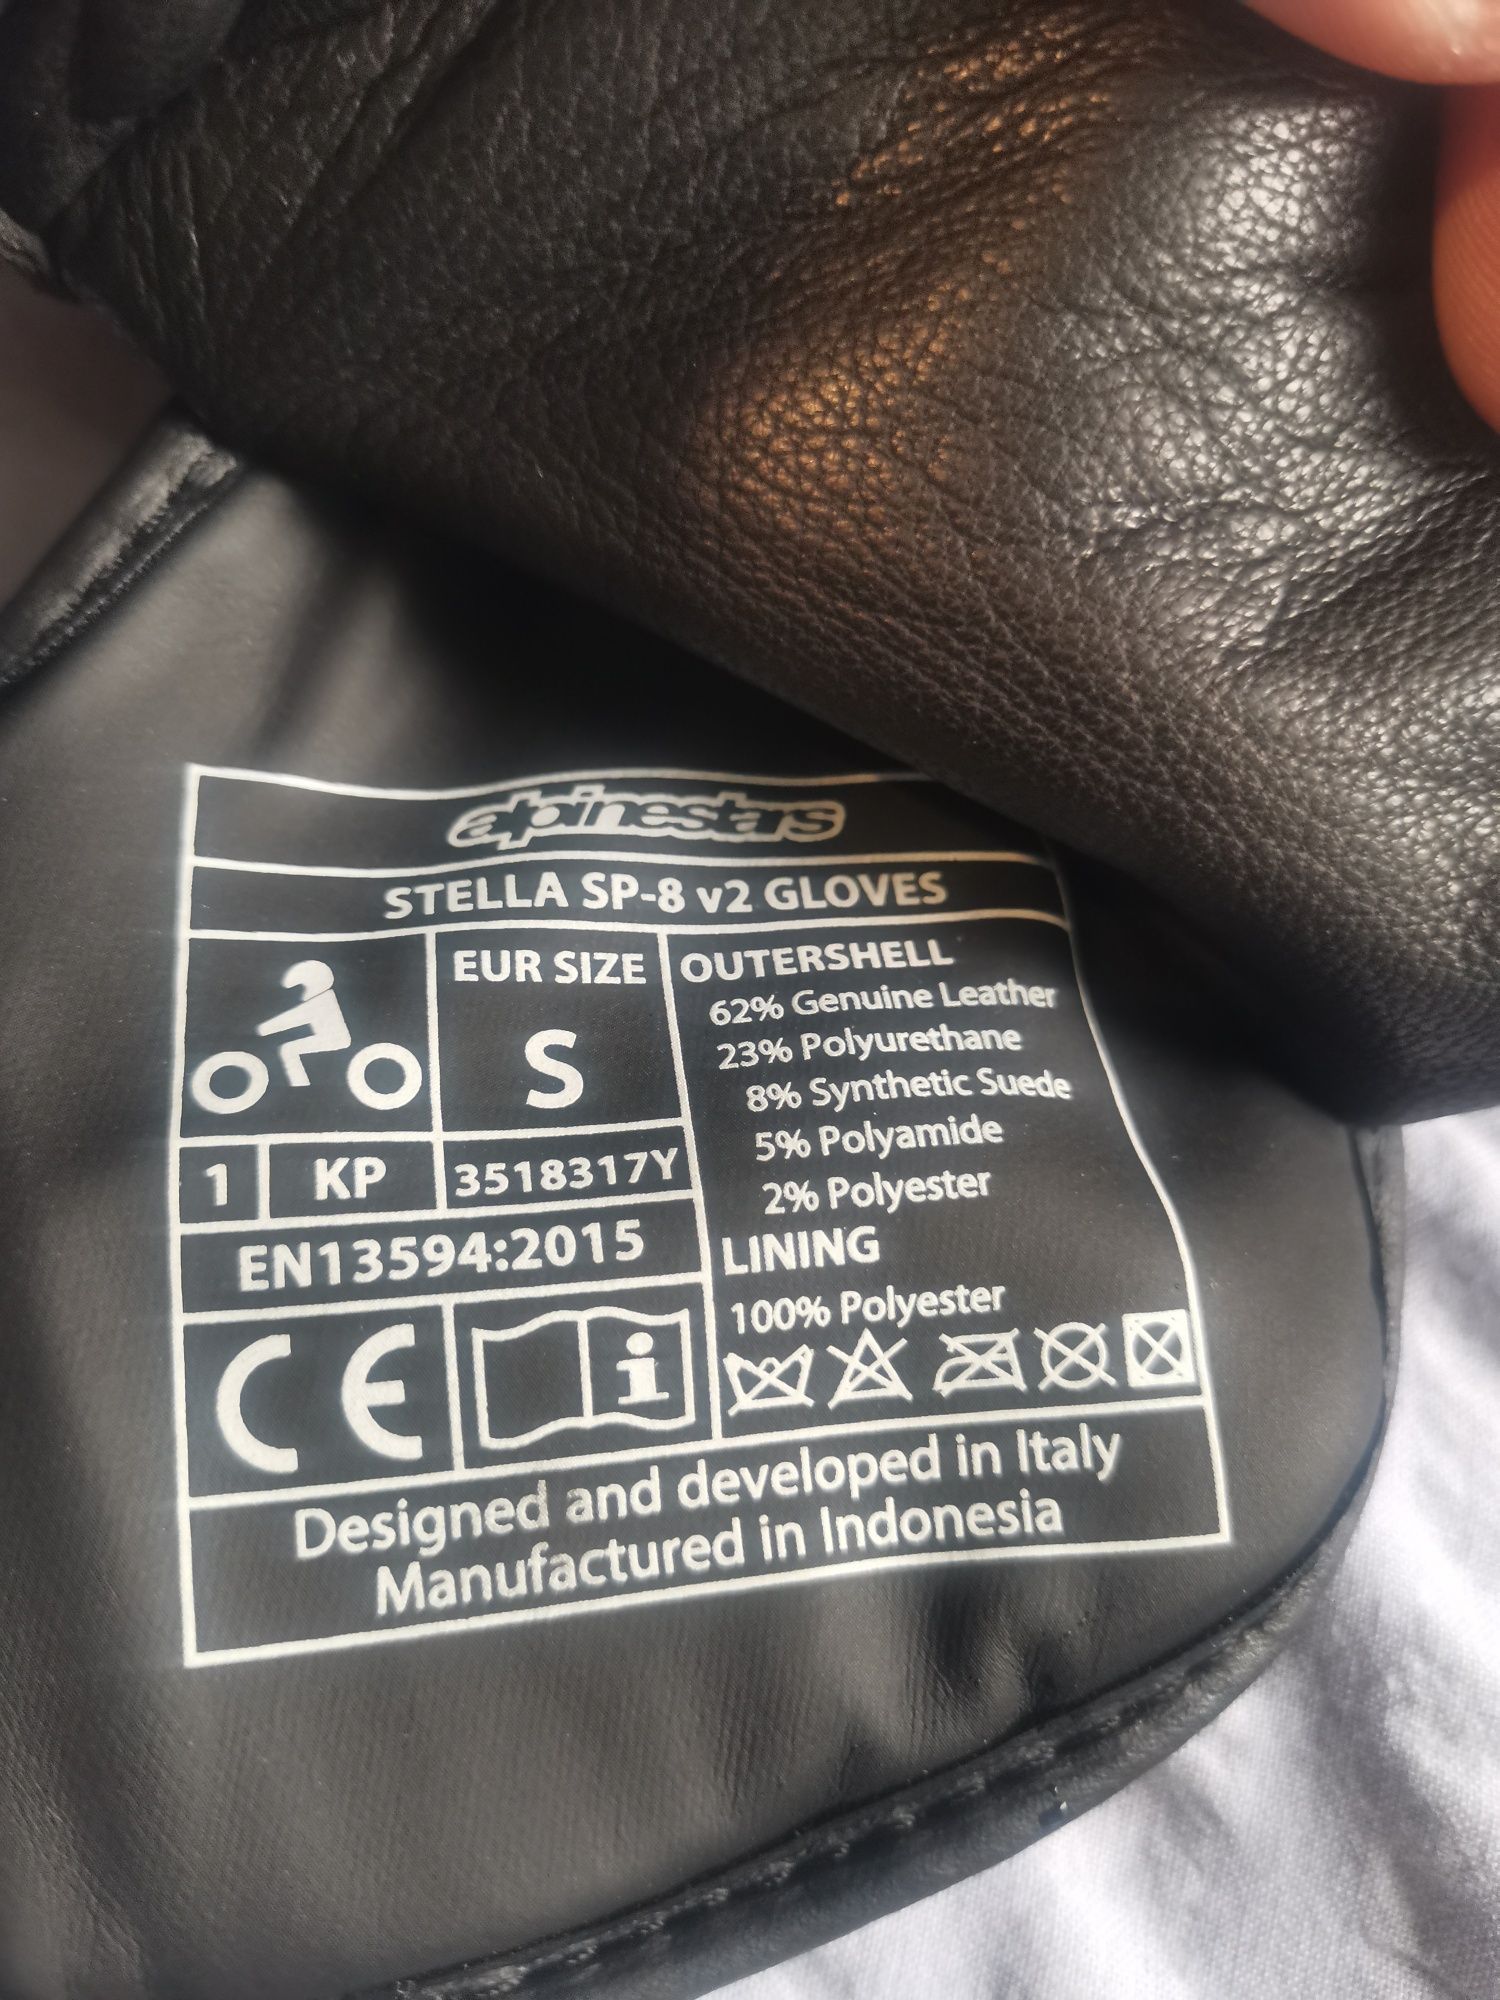 alpinestars
STELLA SP-8 v2 GLOVES
EUR SIZE
S
1
KP
3518317Y
EN13594:2015
CE
i
OUTERSHELL
62% Genuine Leather
23% Polyurethane
8% Synthetic Suede
5% Polyamide
2% Polyester
LINING
100% Polyester
Designed and developed in Italy
Manufactured in Indonesia